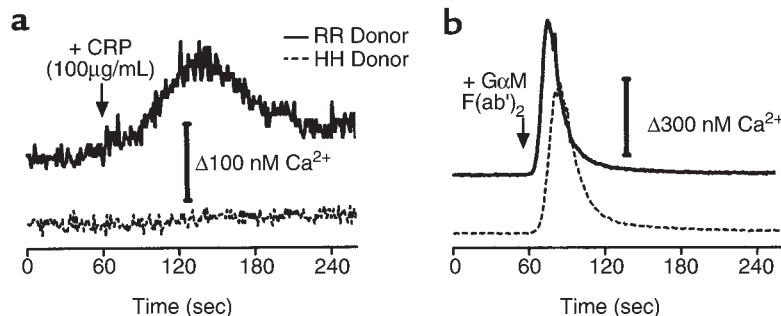 a
+ CRP
(100µg/mL)
RR Donor
HH Donor
Δ100 nM Ca²⁺
0 60 120 180 240
Time (sec)
b
+ GαM
F(ab')₂
Δ300 nM Ca²⁺
0 60 120 180 240
Time (sec)